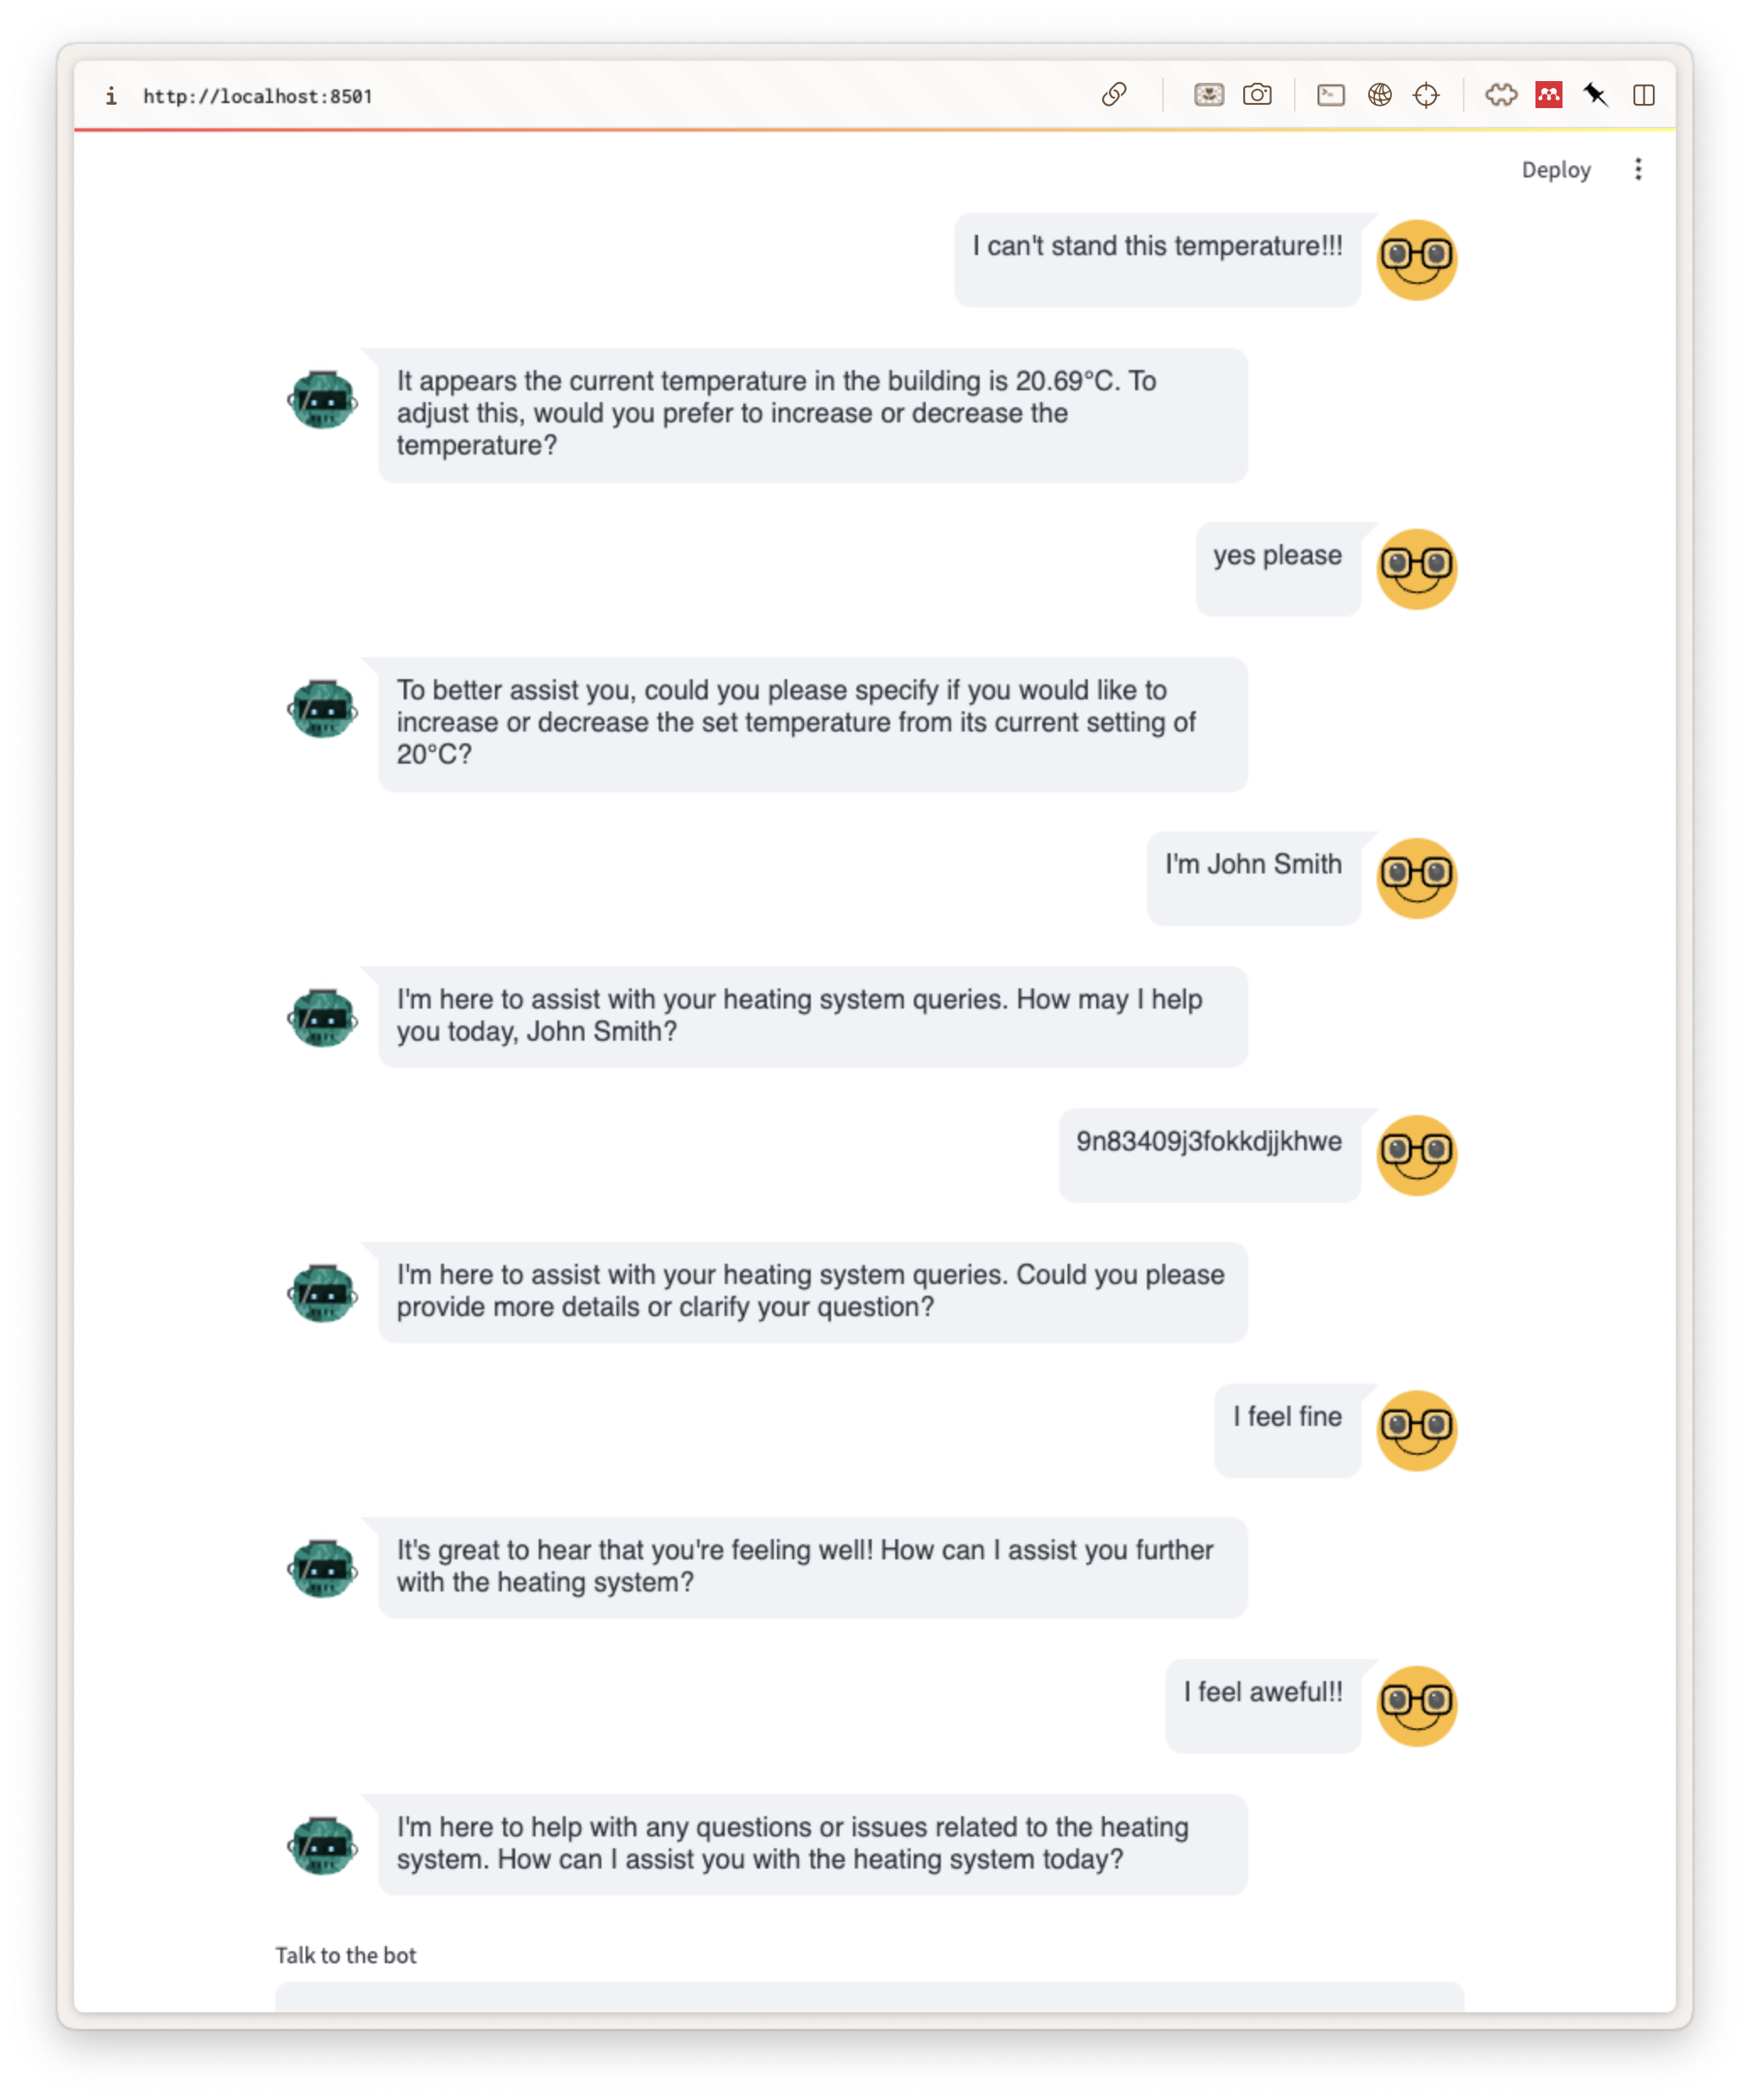 i http://localhost:8501
Deploy
I can't stand this temperature!!!
It appears the current temperature in the building is 20.69°C. To
adjust this, would you prefer to increase or decrease the
temperature?
yes please
To better assist you, could you please specify if you would like to
increase or decrease the set temperature from its current setting of
20°C?
I'm John Smith
I'm here to assist with your heating system queries. How may I help
you today, John Smith?
9n83409j3fokkdjjkhwe
I'm here to assist with your heating system queries. Could you please
provide more details or clarify your question?
I feel fine
It's great to hear that you're feeling well! How can I assist you further
with the heating system?
I feel aweful!!
I'm here to help with any questions or issues related to the heating
system. How can I assist you with the heating system today?
Talk to the bot